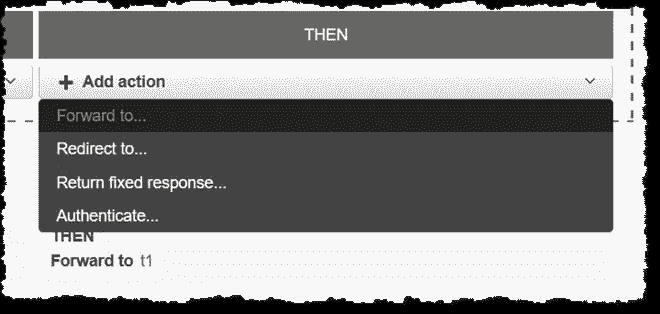 THEN
Add action
Forward to...
Redirect to...
Return fixed response...
Authenticate...
THEN
Forward to t1